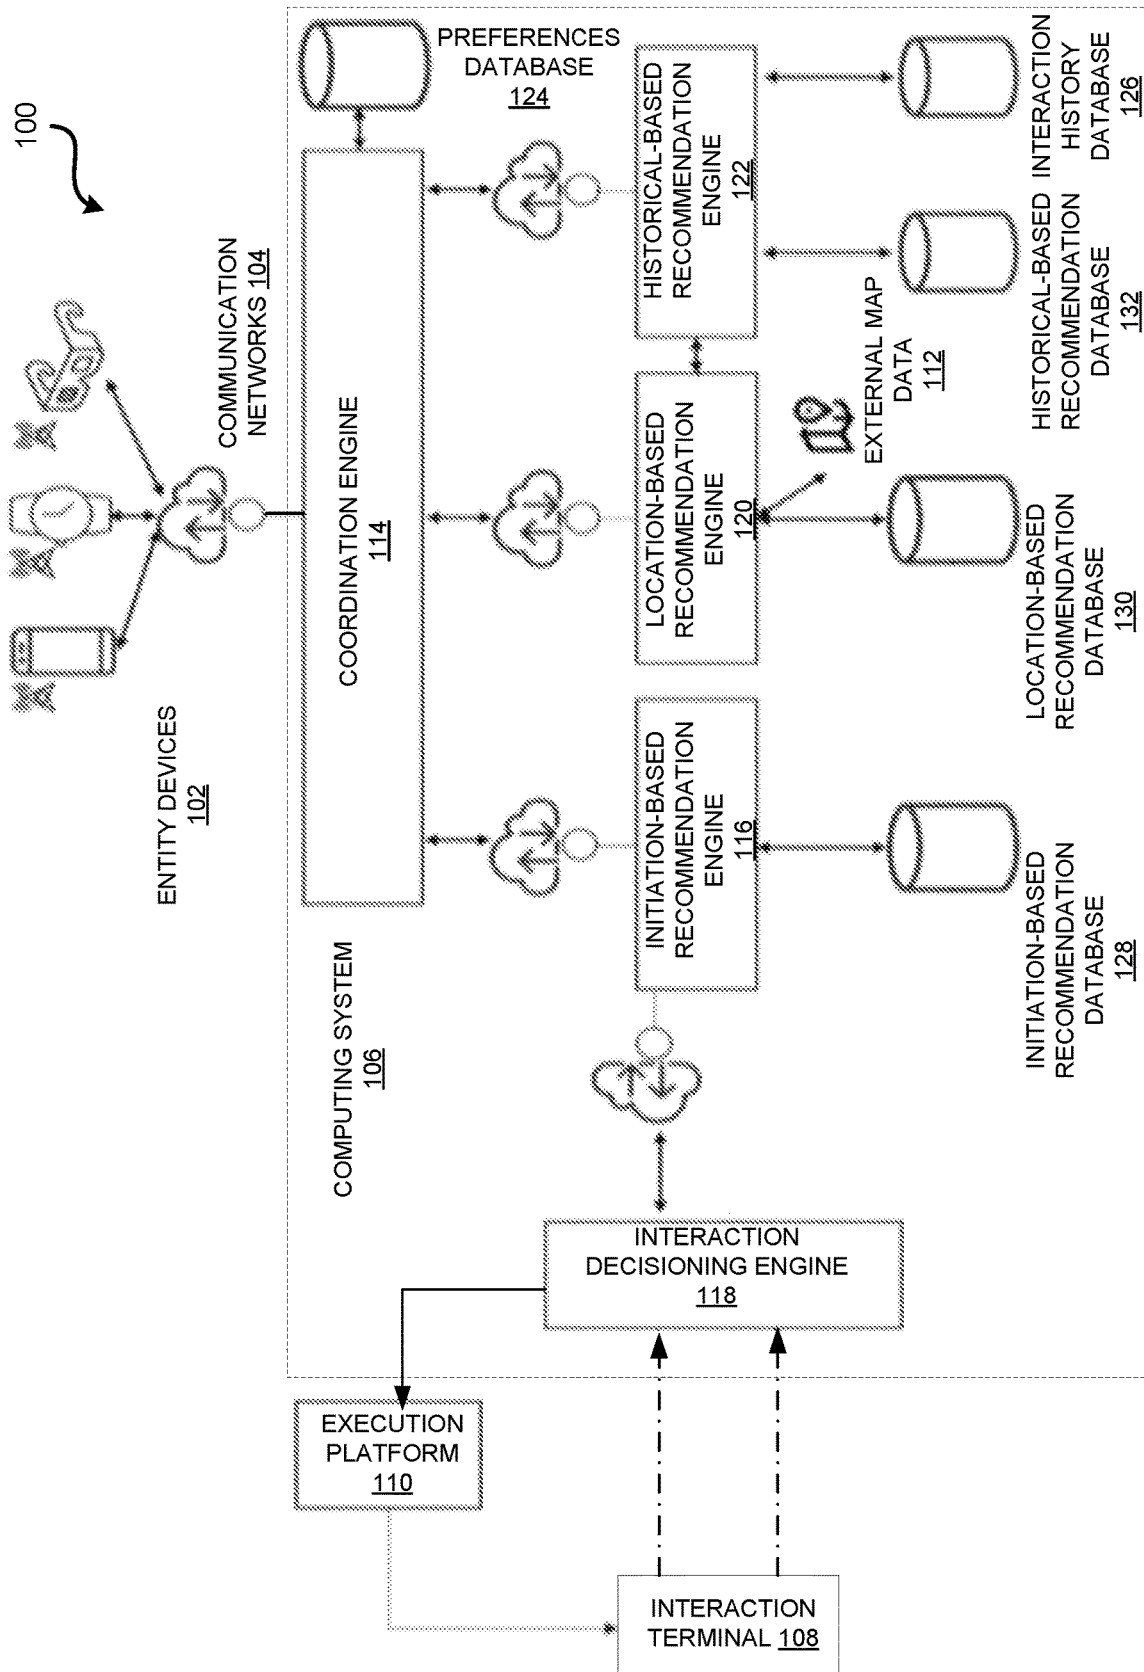 100
ENTITY DEVICES
102
COMMUNICATION
NETWORKS 104
COMPUTING SYSTEM
106
COORDINATION ENGINE
114
PREFERENCES
DATABASE
124
INITIATION-BASED
RECOMMENDATION
ENGINE
116
LOCATION-BASED
RECOMMENDATION
ENGINE
120
HISTORICAL-BASED
RECOMMENDATION
ENGINE
122
EXTERNAL MAP
DATA
112
INITIATION-BASED
RECOMMENDATION
DATABASE
128
LOCATION-BASED
RECOMMENDATION
DATABASE
130
HISTORICAL-BASED
RECOMMENDATION
DATABASE
132
INTERACTION
HISTORY
DATABASE
126
INTERACTION
DECISIONING ENGINE
118
EXECUTION
PLATFORM
110
INTERACTION
TERMINAL 108